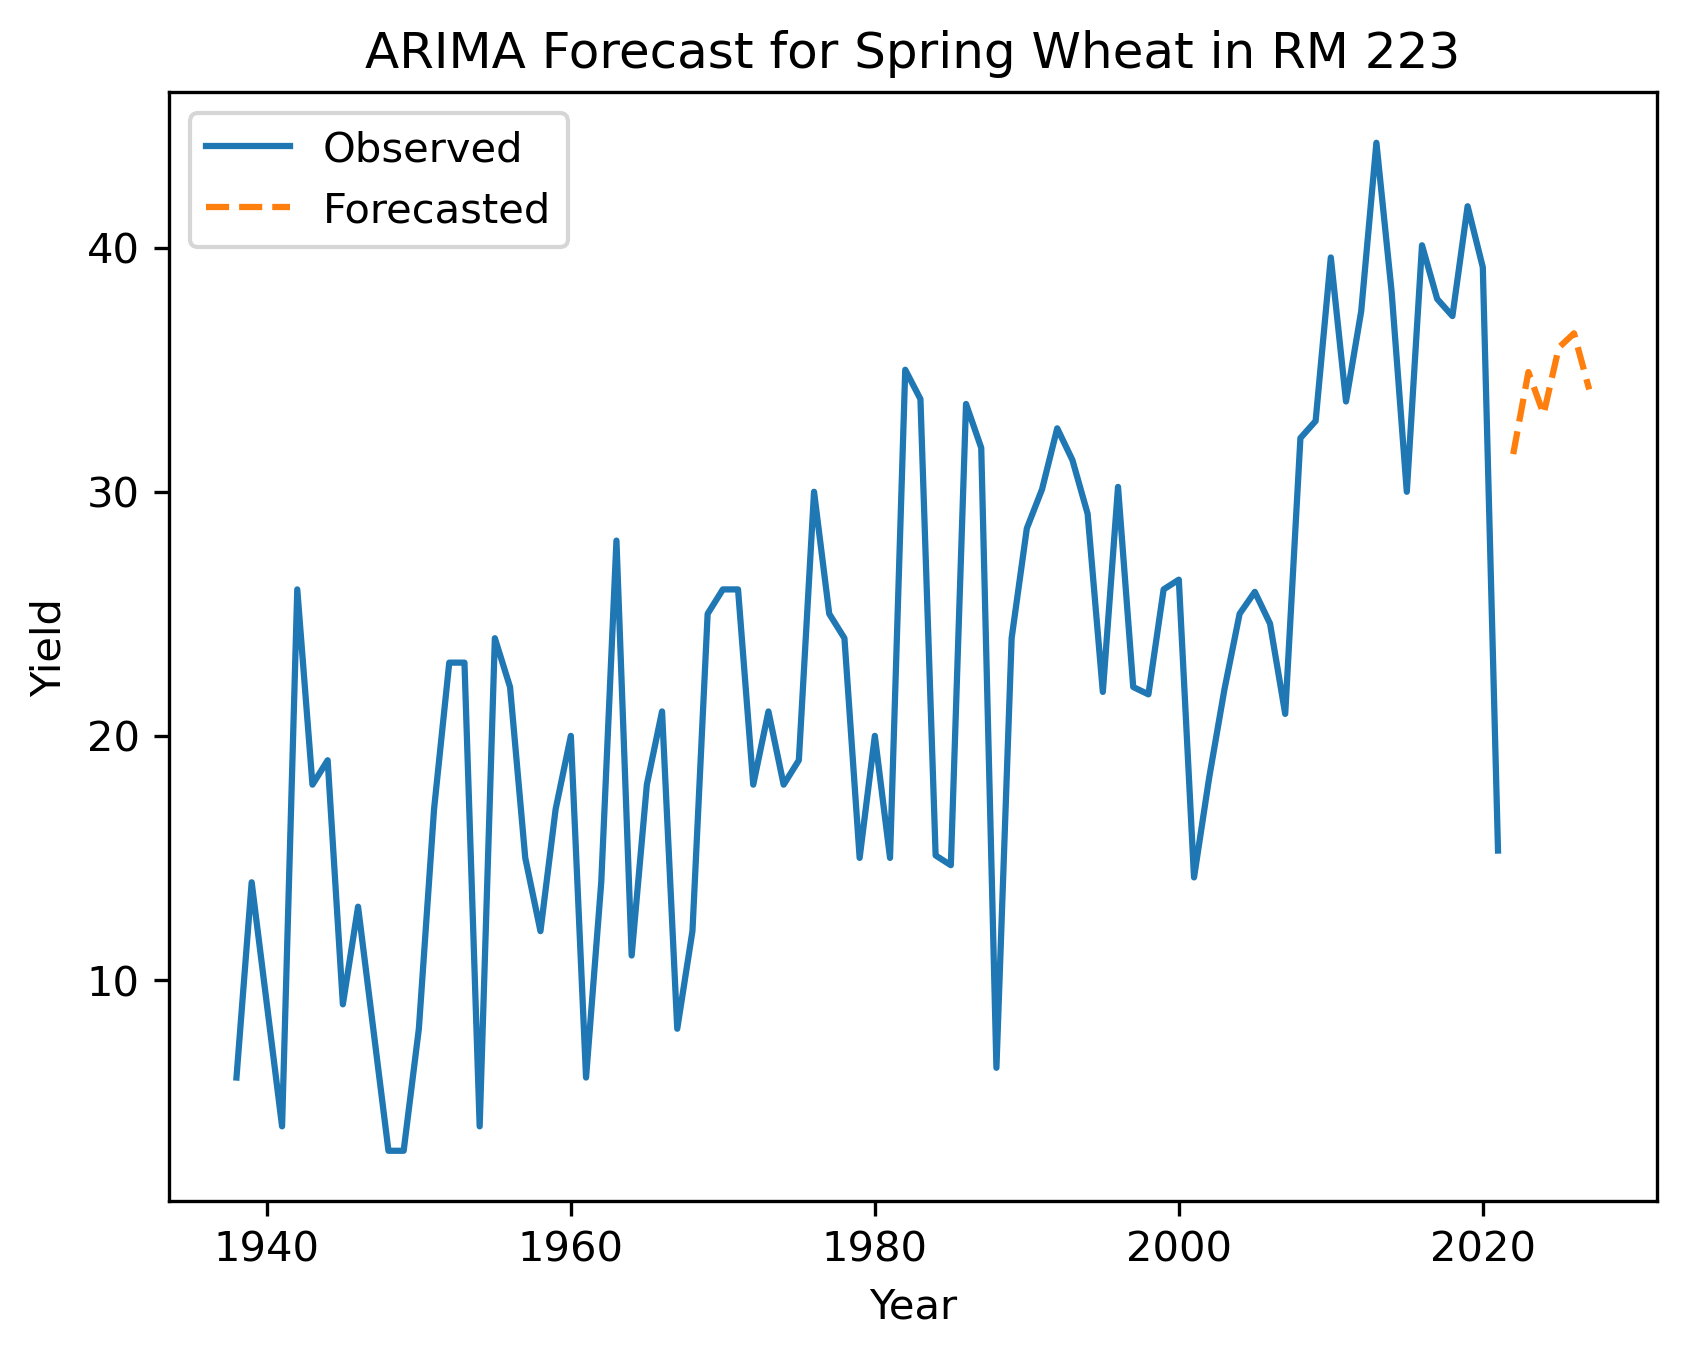 ARIMA Forecast for Spring Wheat in RM 223
Observed
Forecasted
40
30
20
10
Yield
1940 1960 1980 2000 2020
Year